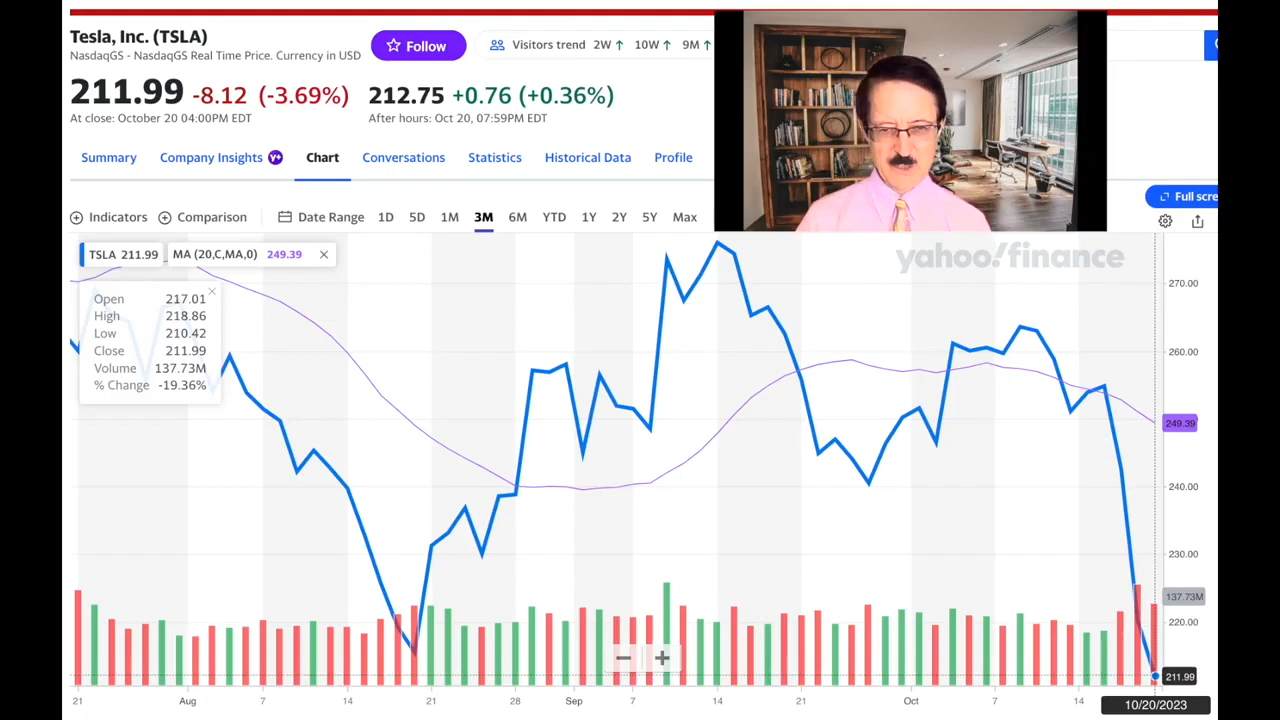 Tesla, Inc. (TSLA)
NasdaqGS - NasdaqGS Real Time Price. Currency in USD
Follow
Visitors trend 2W ↑ 10W ↑ 9M ↑
211.99 -8.12 (-3.69%)
At close: October 20 04:00PM EDT
212.75 +0.76 (+0.36%)
After hours: Oct 20, 07:59PM EDT
Summary Company Insights Y+ Chart Conversations Statistics Historical Data Profile
Full scre
Indicators Comparison Date Range 1D 5D 1M 3M 6M YTD 1Y 2Y 5Y Max
TSLA 211.99 MA (20,C,MA,0) 249.39
yahoo!finance
Open 217.01
High 218.86
Low 210.42
Close 211.99
Volume 137.73M
% Change -19.36%
270.00
260.00
249.39
240.00
230.00
137.73M
220.00
211.99
21 Aug 7 14 21 28 Sep 7 14 21 Oct 7 14
10/20/2023